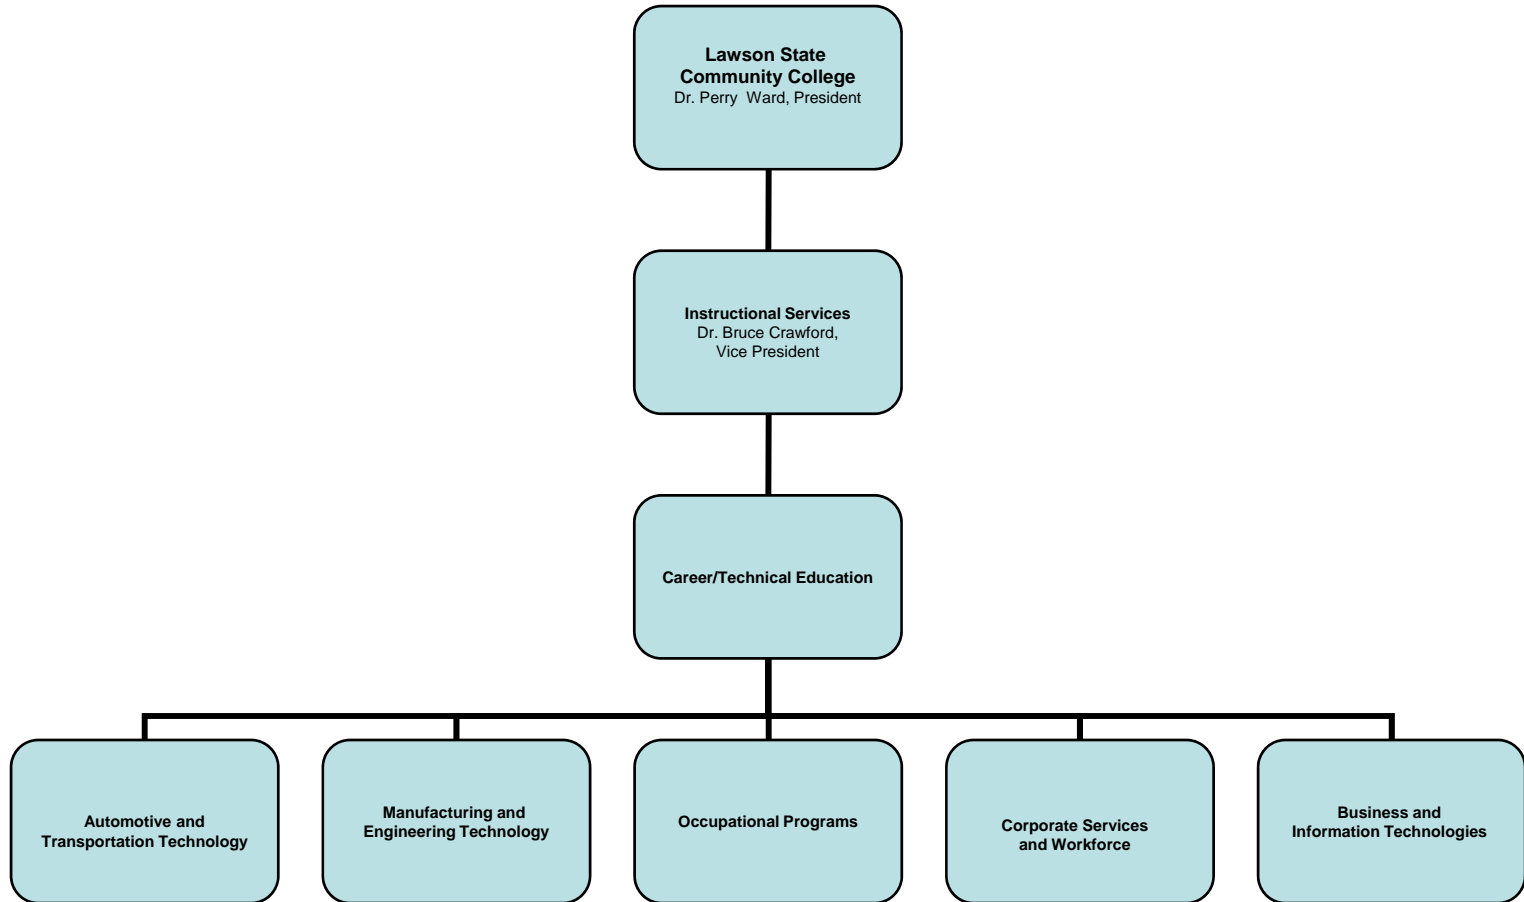 Lawson State
Community College
Dr. Perry  Ward, President
Instructional Services
Dr. Bruce Crawford,
Vice President
Career/Technical Education
Automotive and
Transportation Technology
Manufacturing and
Engineering Technology
Occupational Programs
Corporate Services
and Workforce
Business and
Information Technologies